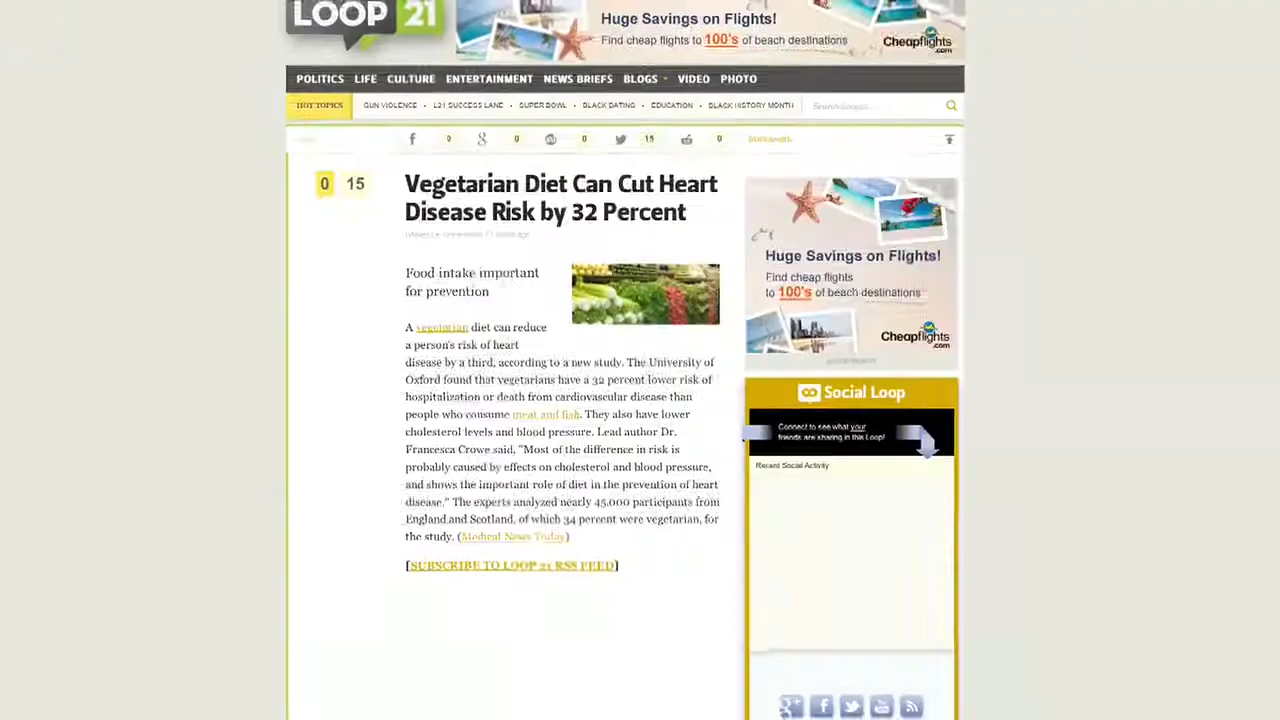 LOOP 21
Huge Savings on Flights!
Find cheap flights to 100's of beach destinations
Cheapflights
.com
POLITICS LIFE CULTURE ENTERTAINMENT NEWS BRIEFS BLOGS VIDEO PHOTO
HOT TOPICS GUN VIOLENCE • L21 SUCCESS LANE • SUPER BOWL • BLACK DATING • EDUCATION • BLACK HISTORY MONTH
0 0 0 15 0
0 15
Vegetarian Diet Can Cut Heart
Disease Risk by 32 Percent
Food intake important
for prevention
A vegetarian diet can reduce
a person's risk of heart
disease by a third, according to a new study. The University of
Oxford found that vegetarians have a 32 percent lower risk of
hospitalization or death from cardiovascular disease than
people who consume meat and fish. They also have lower
cholesterol levels and blood pressure. Lead author Dr.
Francesca Crowe said, "Most of the difference in risk is
probably caused by effects on cholesterol and blood pressure,
and shows the important role of diet in the prevention of heart
disease." The experts analyzed nearly 45,000 participants from
England and Scotland, of which 34 percent were vegetarian, for
the study. (Medical News Today)
[SUBSCRIBE TO LOOP 21 RSS FEED]
Huge Savings on Flights!
Find cheap flights
to 100's of beach destinations
Cheapflights
.com
Social Loop
Connect to see what your
friends are sharing in this Loop!
Recent Social Activity